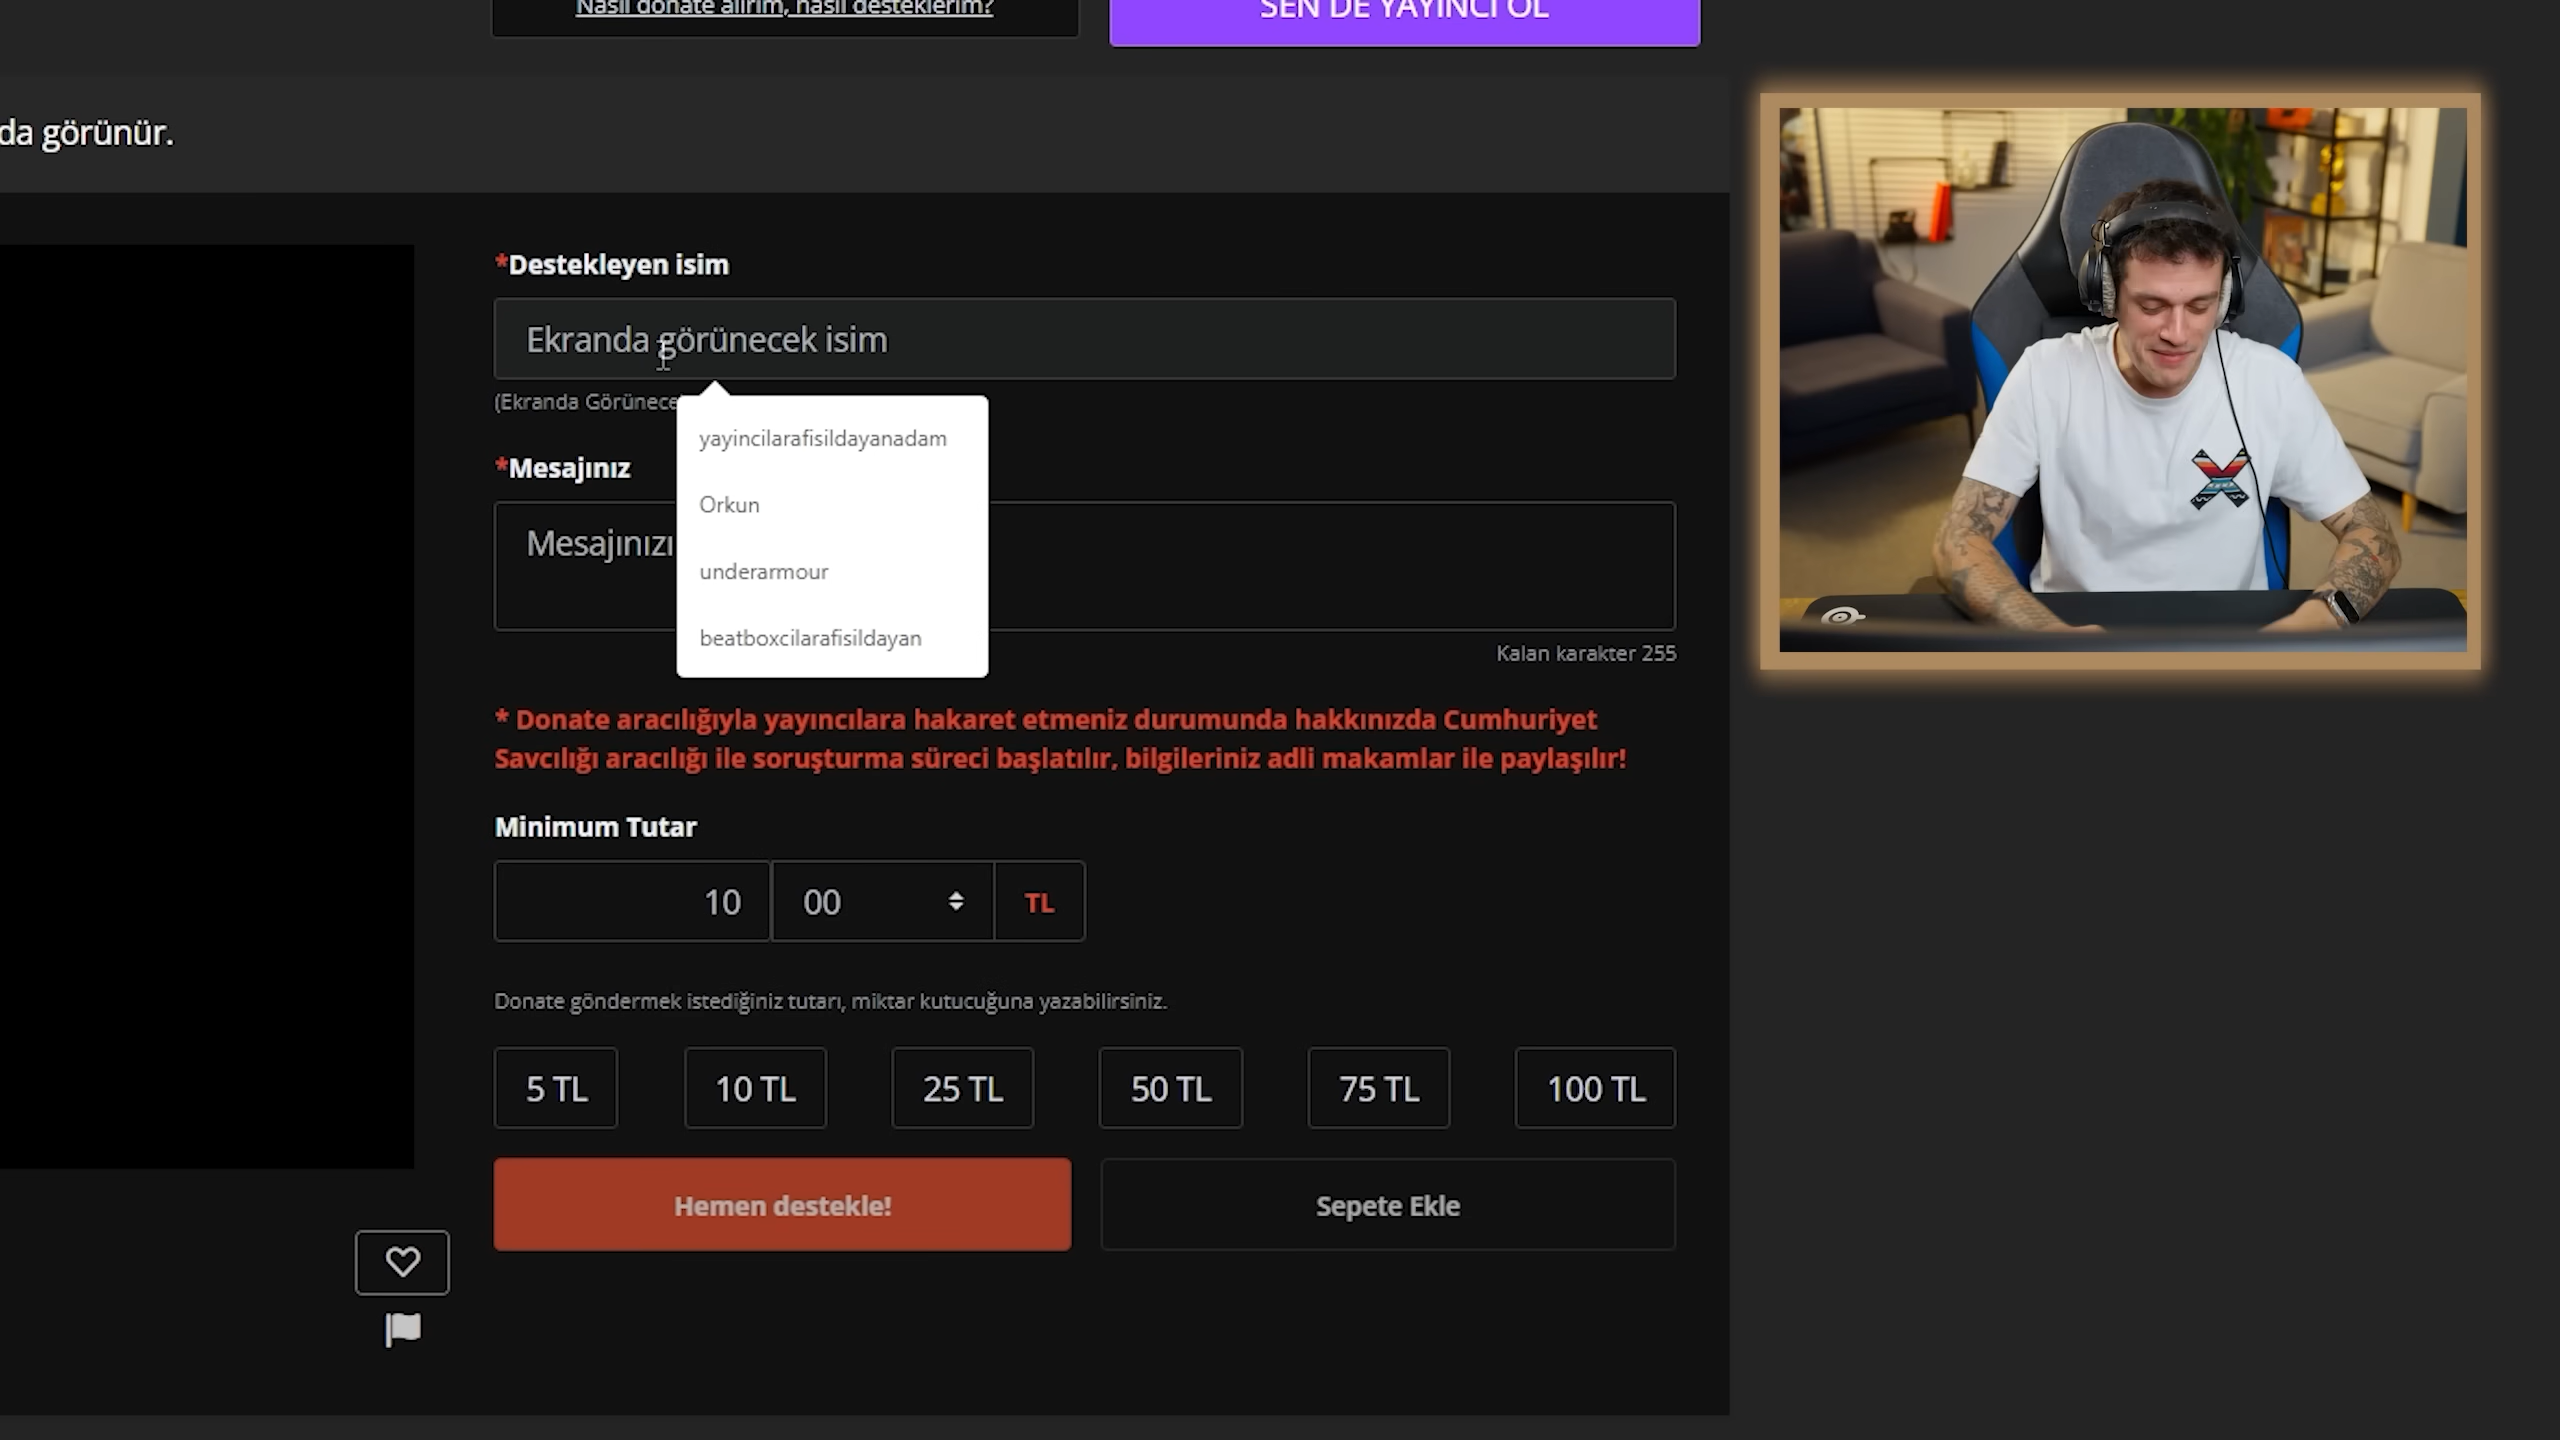 Nasıl donate alırım, nasıl desteklerim?
SEN DE YAYINCI OL
da görünür.
*Destekleyen isim
Ekranda görünecek isim
(Ekranda Görünece
yayincilarafisildayanadam
Orkun
underarmour
beatboxcilarafisildayan
*Mesajınız
Mesajınızı
Kalan karakter 255
* Donate aracılığıyla yayıncılara hakaret etmeniz durumunda hakkınızda Cumhuriyet
Savcılığı aracılığı ile soruşturma süreci başlatılır, bilgileriniz adli makamlar ile paylaşılır!
Minimum Tutar
10 00 TL
Donate göndermek istediğiniz tutarı, miktar kutucuğuna yazabilirsiniz.
5 TL 10 TL 25 TL 50 TL 75 TL 100 TL
Hemen destekle! Sepete Ekle